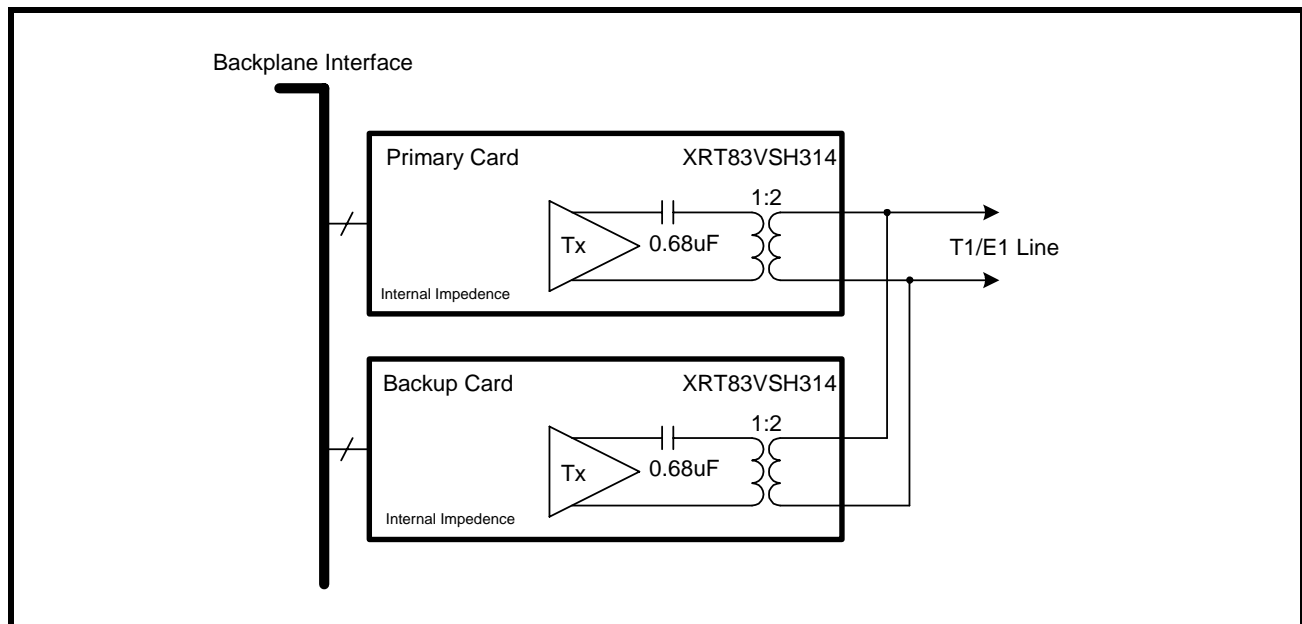 Backplane Interface
Primary Card
XRT83VSH314
1:2
Tx
0.68uF
Internal Impedence
T1/E1 Line
Backup Card
XRT83VSH314
1:2
Tx
0.68uF
Internal Impedence